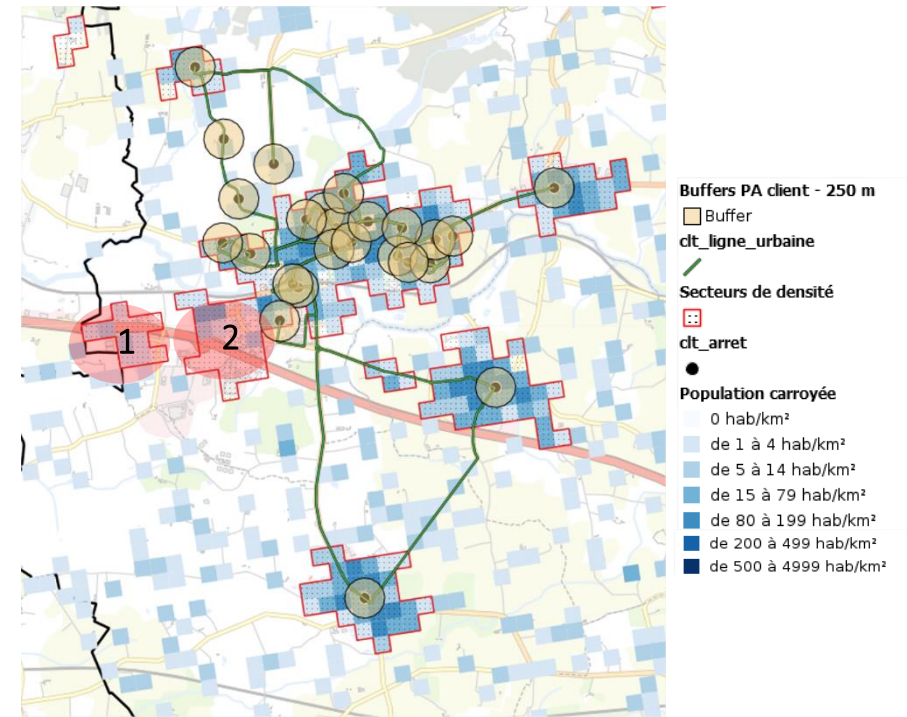 1
2
Buffers PA client - 250 m
Buffer
clt_ligne_urbaine
Secteurs de densité
clt_arret
Population carroyée
0 hab/km²
de 1 à 4 hab/km²
de 5 à 14 hab/km²
de 15 à 79 hab/km²
de 80 à 199 hab/km²
de 200 à 499 hab/km²
de 500 à 4999 hab/km²